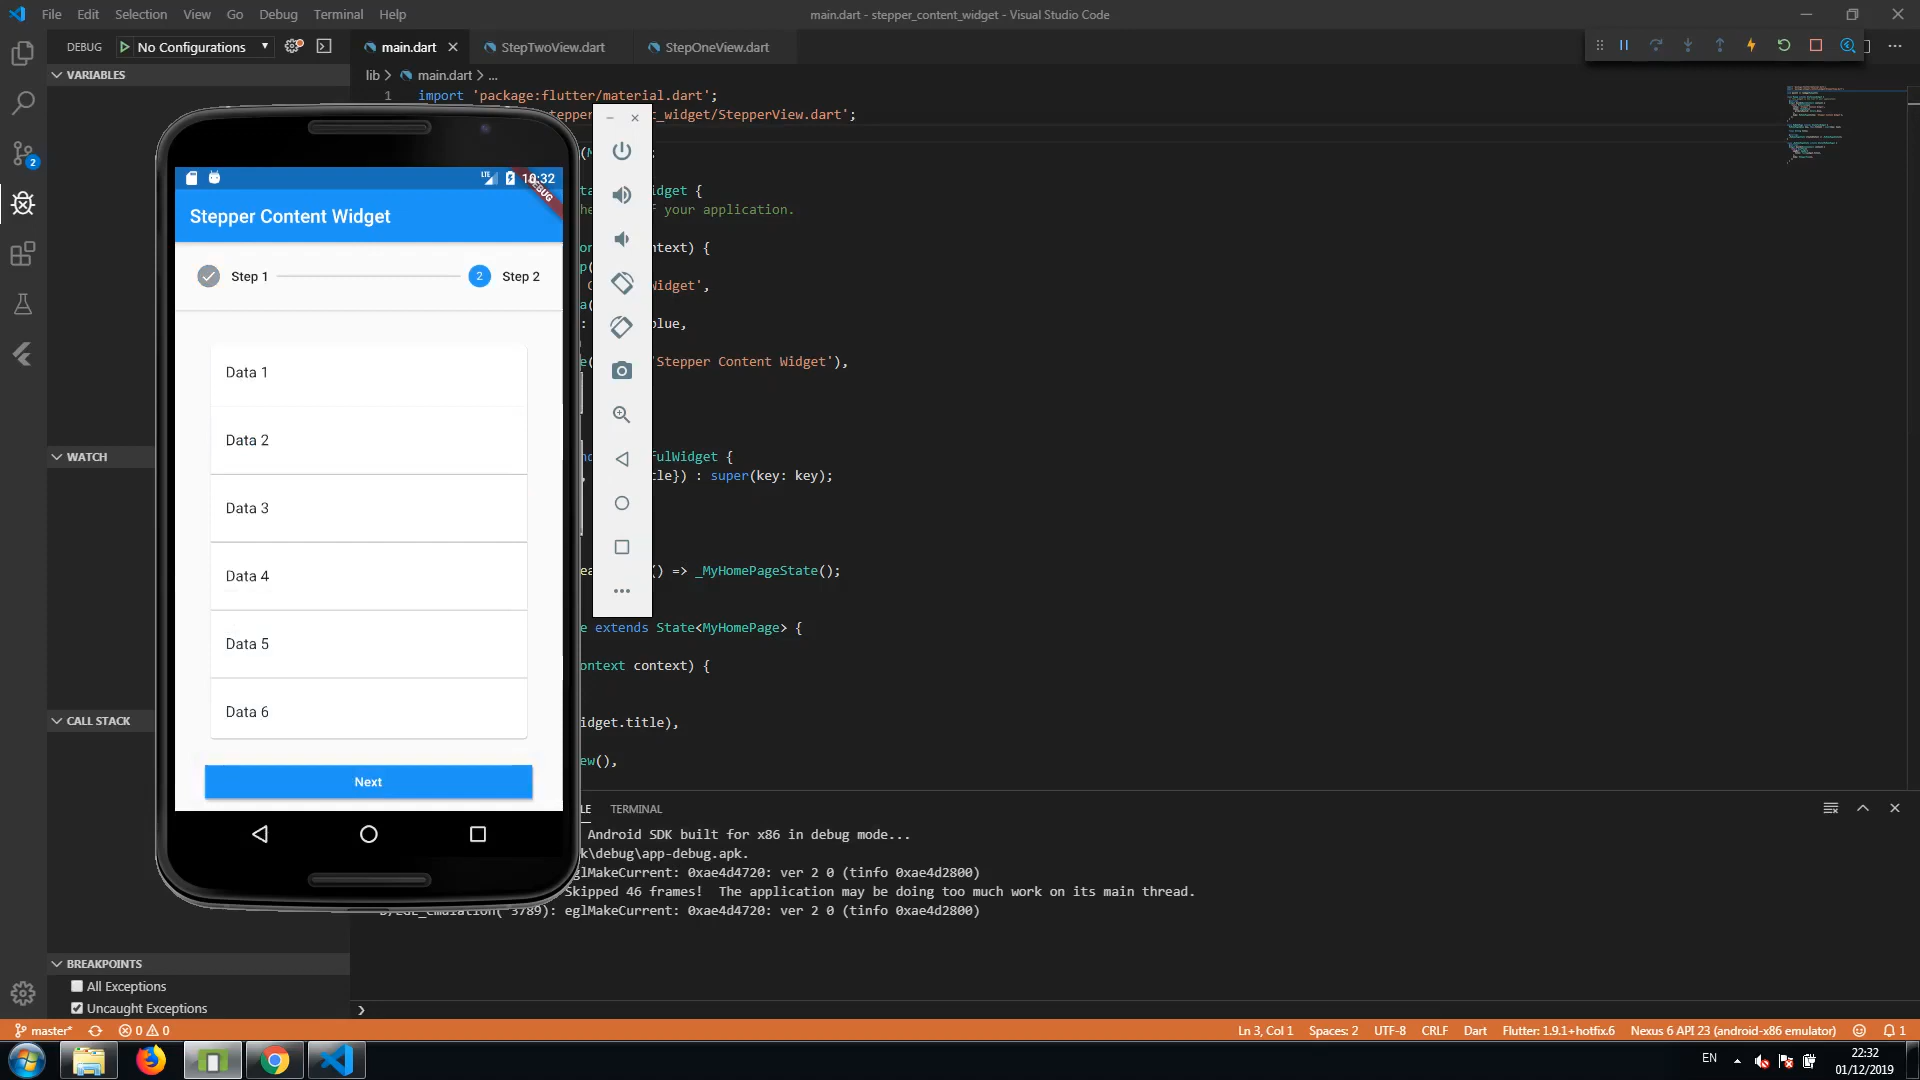 File Edit Selection View Go Debug Terminal Help
main.dart - stepper_content_widget - Visual Studio Code
DEBUG No Configurations
main.dart StepTwoView.dart StepOneView.dart
VARIABLES
lib > main.dart > ...
1 import 'package:flutter/material.dart';
t_widget/StepperView.dart';
idget {
f your application.
ntext) {
Widget',
blue,
'Stepper Content Widget'),
WATCH
fulWidget {
tle}) : super(key: key);
() => _MyHomePageState();
e extends State<MyHomePage> {
ontext context) {
CALL STACK
idget.title),
ew(),
LTE 10:32
DEBUG
Stepper Content Widget
Step 1 2 Step 2
Data 1
Data 2
Data 3
Data 4
Data 5
Data 6
Next
LE TERMINAL
Android SDK built for x86 in debug mode...
k\debug\app-debug.apk.
eglMakeCurrent: 0xae4d4720: ver 2 0 (tinfo 0xae4d2800)
Skipped 46 frames! The application may be doing too much work on its main thread.
3789): eglMakeCurrent: 0xae4d4720: ver 2 0 (tinfo 0xae4d2800)
BREAKPOINTS
All Exceptions
Uncaught Exceptions
master* 0 0
Ln 3, Col 1 Spaces: 2 UTF-8 CRLF Dart Flutter: 1.9.1+hotfix.6 Nexus 6 API 23 (android-x86 emulator) 1
EN
22:32
01/12/2019